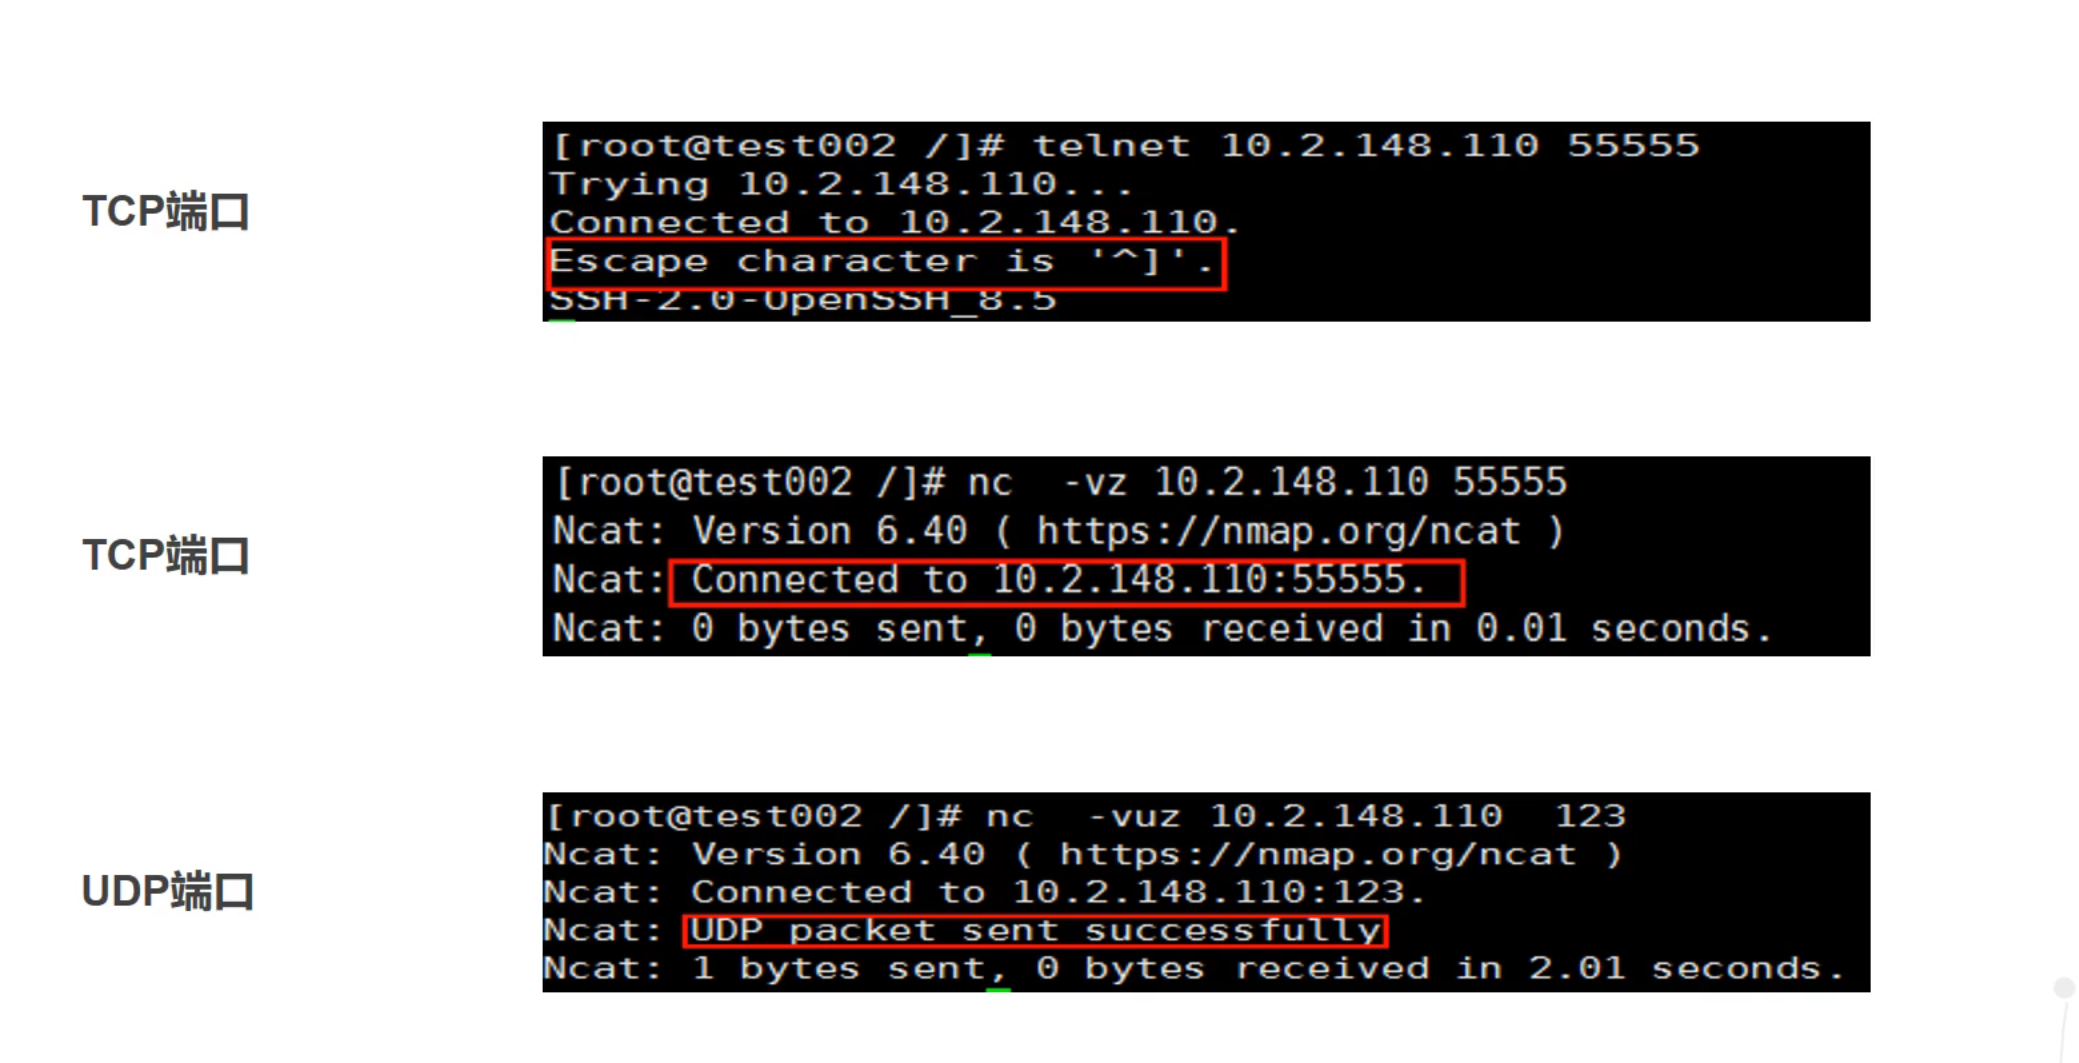 TCP端口
[root@test002 /]# telnet 10.2.148.110 55555
Trying 10.2.148.110...
Connected to 10.2.148.110.
Escape character is '^]'.
SSH-2.0-OpenSSH_8.5
TCP端口
[root@test002 /]# nc  -vz 10.2.148.110 55555
Ncat: Version 6.40 ( https://nmap.org/ncat )
Ncat: Connected to 10.2.148.110:55555.
Ncat: 0 bytes sent, 0 bytes received in 0.01 seconds.
UDP端口
[root@test002 /]# nc  -vuz 10.2.148.110  123
Ncat: Version 6.40 ( https://nmap.org/ncat )
Ncat: Connected to 10.2.148.110:123.
Ncat: UDP packet sent successfully
Ncat: 1 bytes sent, 0 bytes received in 2.01 seconds.